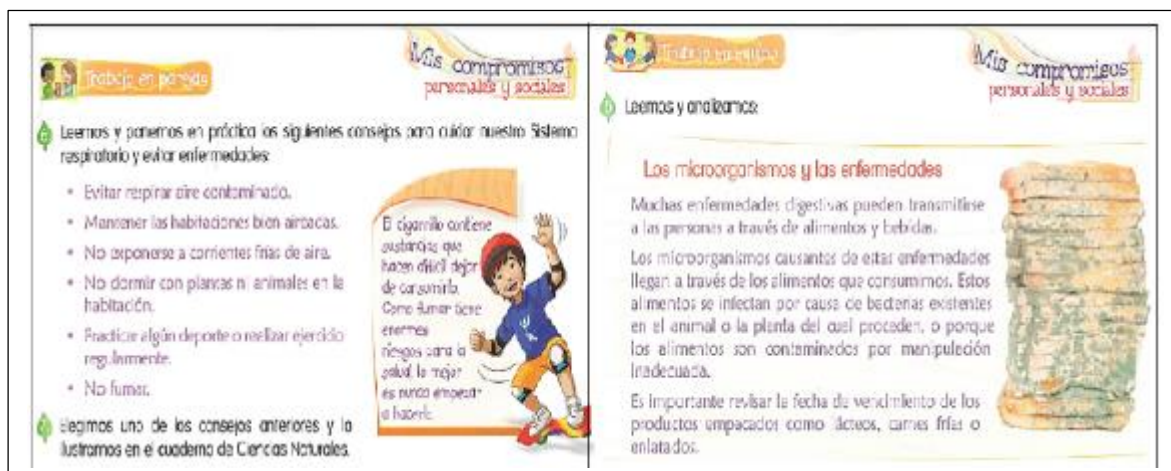 Trabajo en parejas
Mis compromisos
personales y sociales
Leemos y ponemos en práctica los siguientes consejos para cuidar nuestro Sistema
respiratorio y evitar enfermedades:
• Evitar respirar aire contaminado.
• Mantener las habitaciones bien aireadas.
• No exponerse a corrientes frías de aire.
• No dormir con plantas ni animales en la
habitación.
• Practicar algún deporte o realizar ejercicio
regularmente.
• No fumar.
El cigarrillo contiene
sustancias que
hacen difícil dejar
de consumirlo.
Como fumar tiene
enormes
riesgos para la
salud, lo mejor
es nunca empezar
a hacerlo.
Elegimos uno de los consejos anteriores y lo
ilustramos en el cuaderno de Ciencias Naturales.
Trabajo en equipo
Mis compromisos
personales y sociales
Leemos y analizamos:
Los microorganismos y las enfermedades
Muchas enfermedades digestivas pueden transmitirse
a las personas a través de alimentos y bebidas.
Los microorganismos causantes de estas enfermedades
llegan a través de los alimentos que consumimos. Estos
alimentos se infectan por causa de bacterias existentes
en el animal o la planta del cual proceden, o porque
los alimentos son contaminados por manipulación
inadecuada.
Es importante revisar la fecha de vencimiento de los
productos empacados como lácteos, carnes frías o
enlatados.